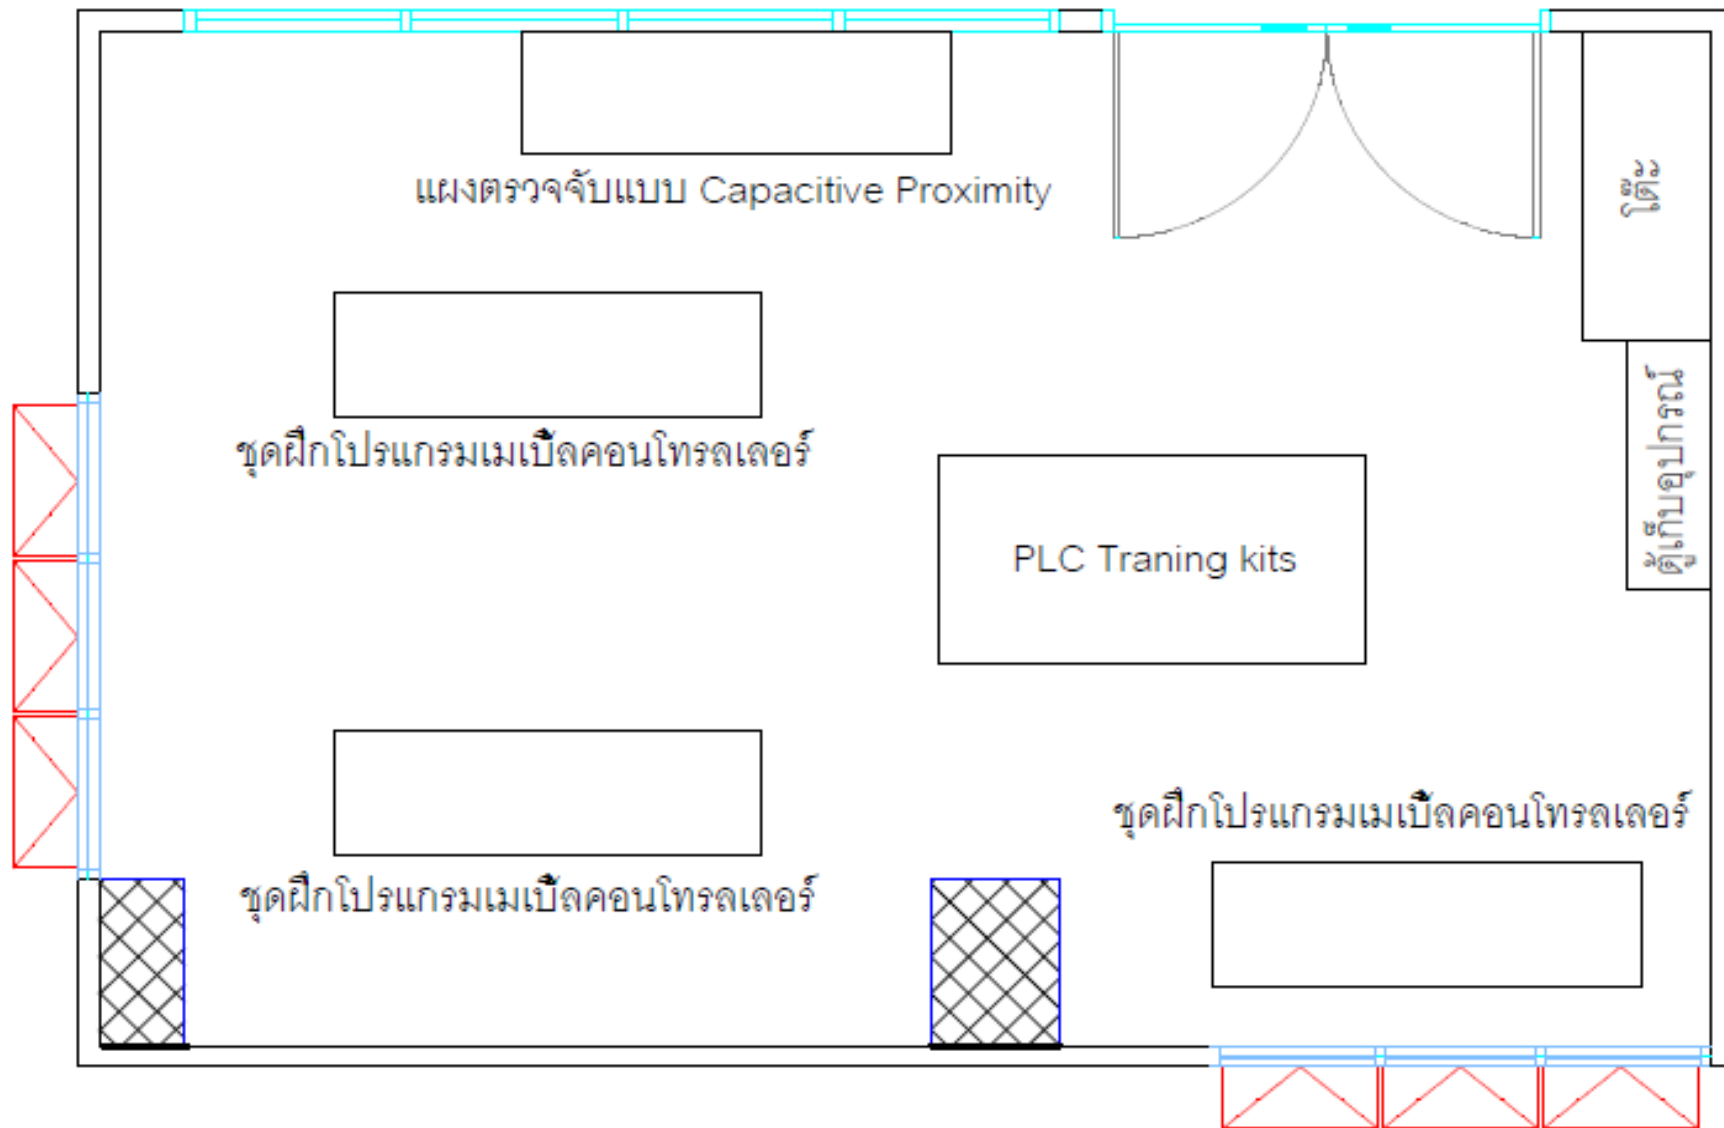 แผงตรวจจับแบบ Capacitive Proximity
โต๊ะ
ชุดฝึกโปรแกรมเมเบิ้ลคอนโทรลเลอร์
ตู้เก็บอุปกรณ์
PLC Traning kits
ชุดฝึกโปรแกรมเมเบิ้ลคอนโทรลเลอร์
ชุดฝึกโปรแกรมเมเบิ้ลคอนโทรลเลอร์